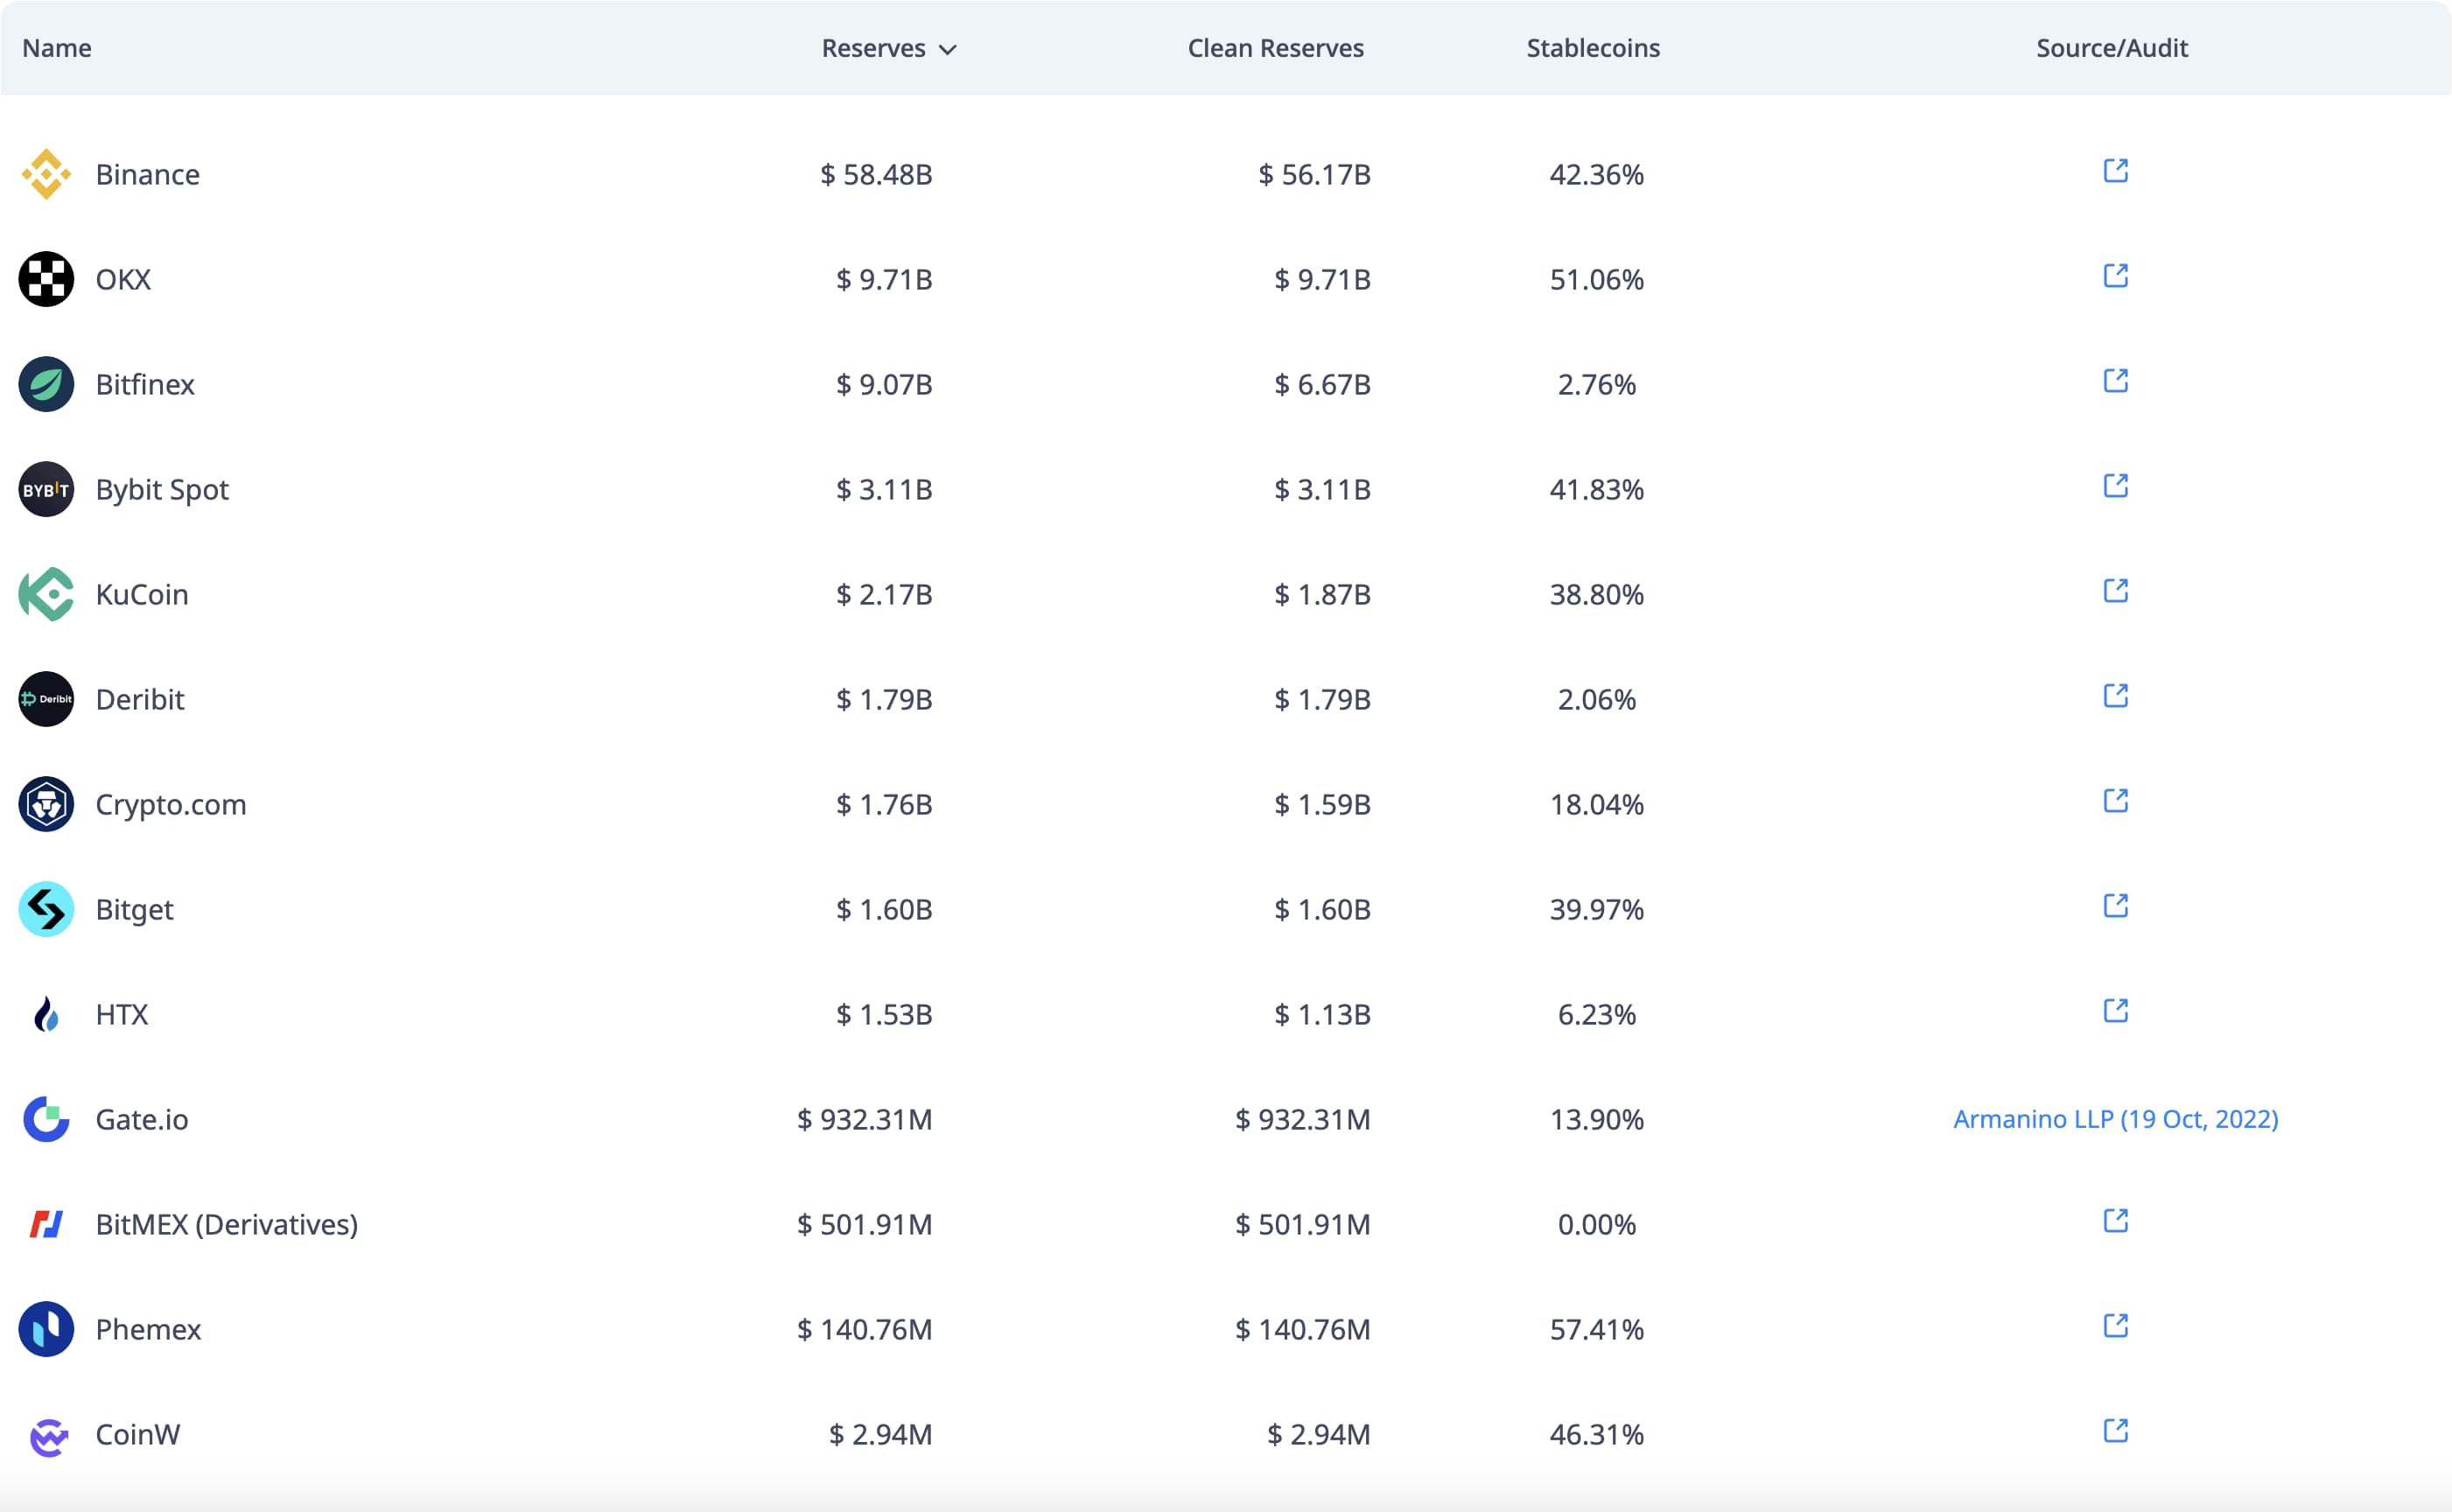 Name Reserves Clean Reserves Stablecoins Source/Audit
Binance $ 58.48B $ 56.17B 42.36%
OKX $ 9.71B $ 9.71B 51.06%
Bitfinex $ 9.07B $ 6.67B 2.76%
BYBIT Bybit Spot $ 3.11B $ 3.11B 41.83%
KuCoin $ 2.17B $ 1.87B 38.80%
Deribit Deribit $ 1.79B $ 1.79B 2.06%
Crypto.com $ 1.76B $ 1.59B 18.04%
Bitget $ 1.60B $ 1.60B 39.97%
HTX $ 1.53B $ 1.13B 6.23%
Gate.io $ 932.31M $ 932.31M 13.90% Armanino LLP (19 Oct, 2022)
BitMEX (Derivatives) $ 501.91M $ 501.91M 0.00%
Phemex $ 140.76M $ 140.76M 57.41%
CoinW $ 2.94M $ 2.94M 46.31%